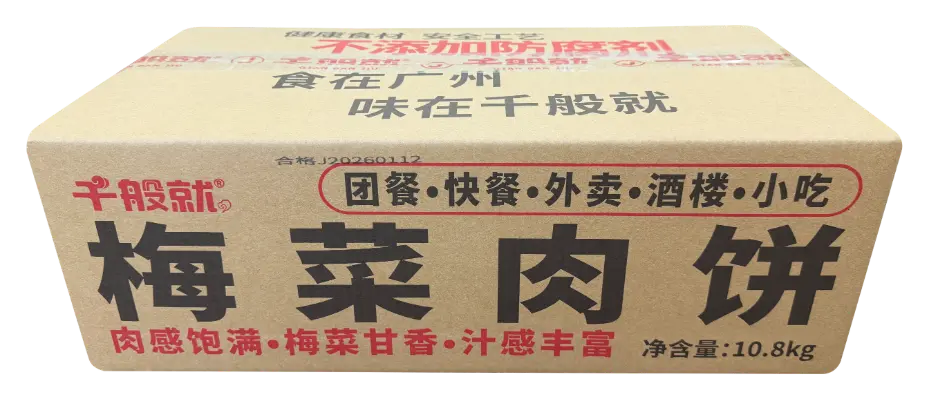 健康食材 安全工艺
不添加防腐剂
千般就
食在广州
味在千般就
合格J20260112
千般就®
团餐·快餐·外卖·酒楼·小吃
梅菜肉饼
肉感饱满·梅菜甘香·汁感丰富
净含量:10.8kg